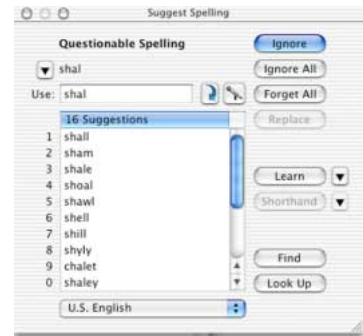 Suggest Spelling
Questionable Spelling
Ignore
shal
Ignore All
Use: shal
Forget All
16 Suggestions
Replace
1 shall
2 sham
3 shale
4 shoal
5 shawl
6 shell
7 shill
8 shyly
9 chalet
0 shaley
Learn
Shorthand
Find
Look Up
U.S. English